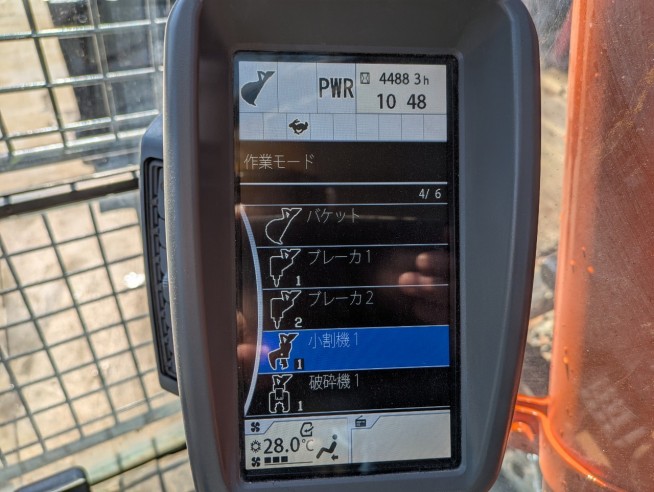 PWR
4488 3h
10 48
作業モード
4/ 6
バケット
ブレーカ1
1
ブレーカ2
2
小割機1
1
破砕機1
1
28.0℃